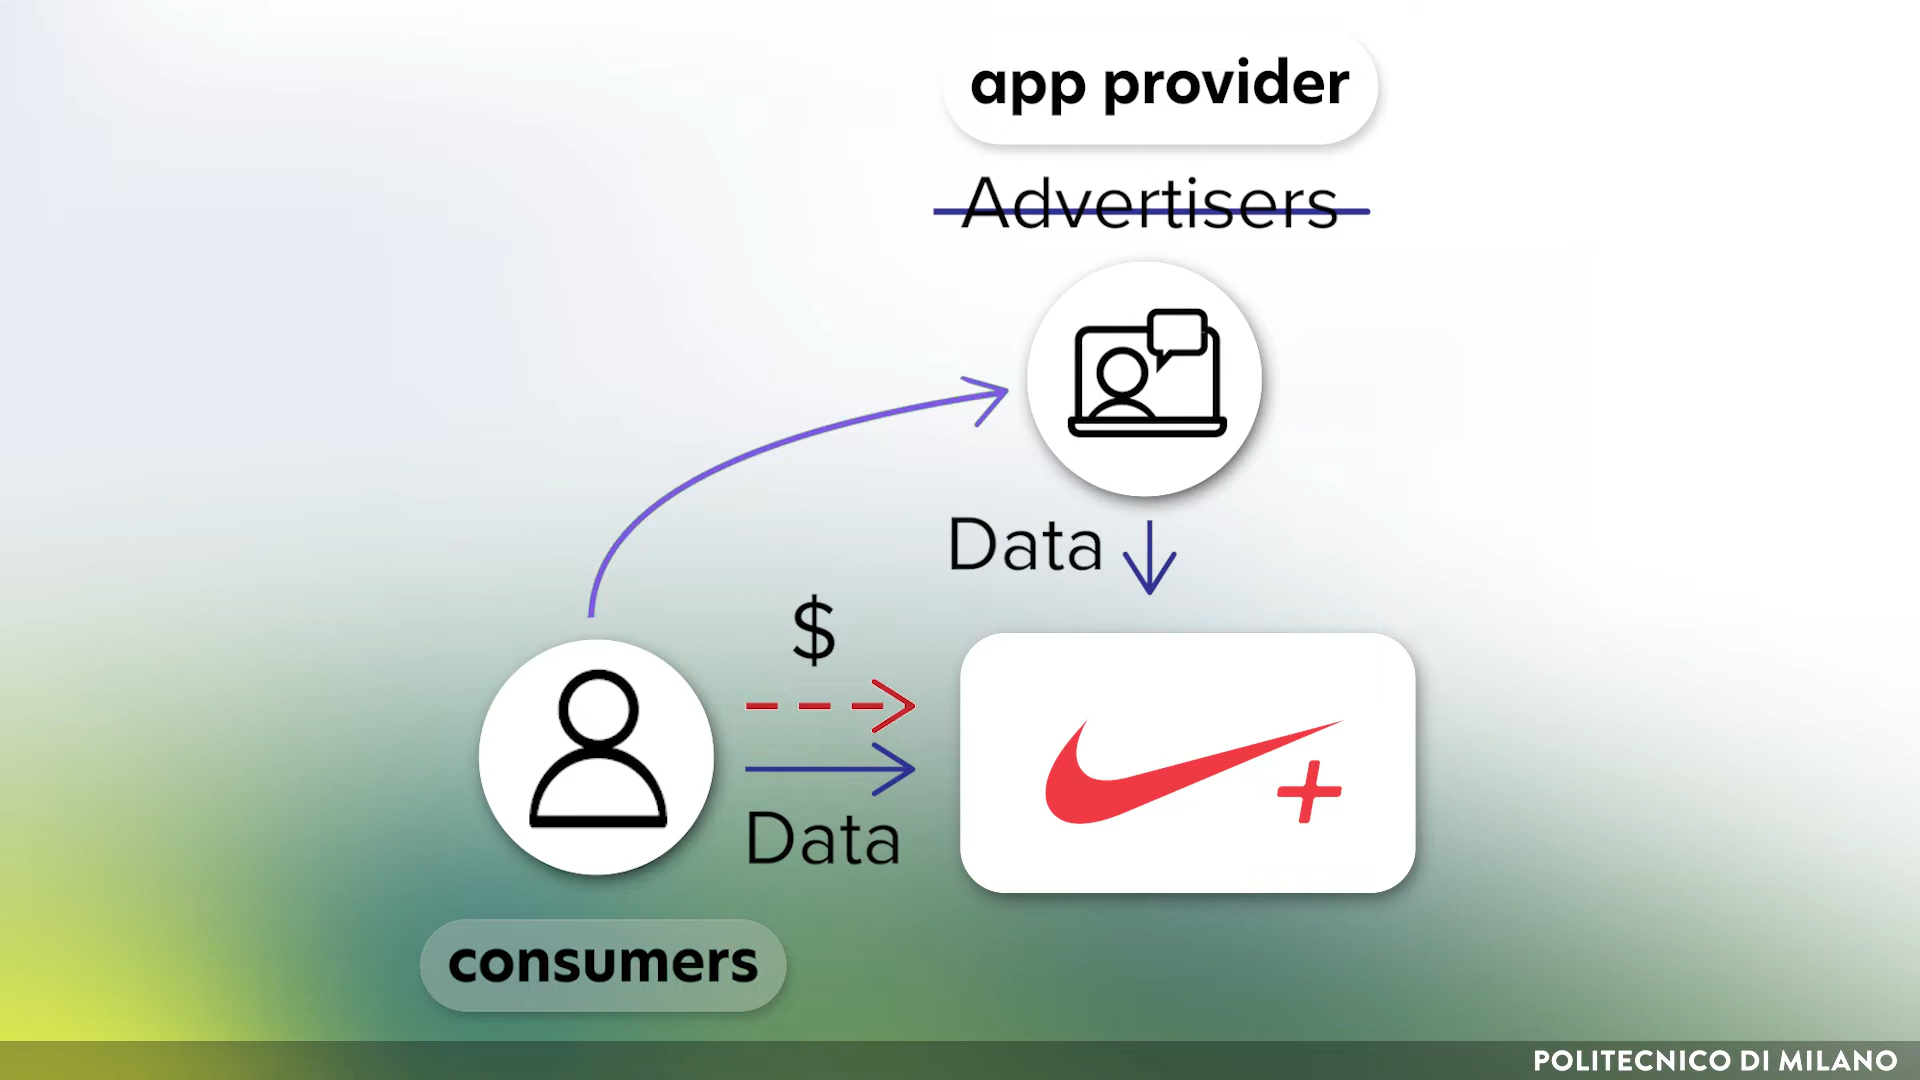 app provider
Advertisers
Data
$
Data
consumers
POLITECNICO DI MILANO